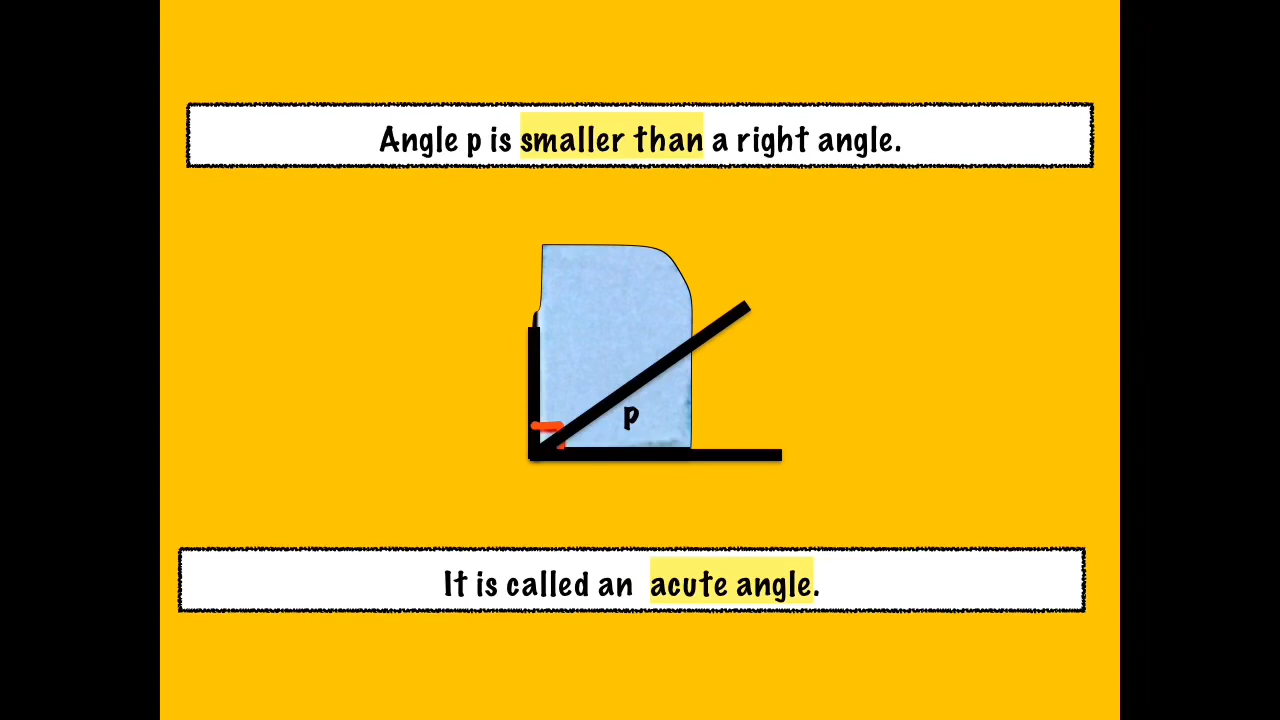 Angle p is smaller than a right angle.
p
It is called an acute angle.